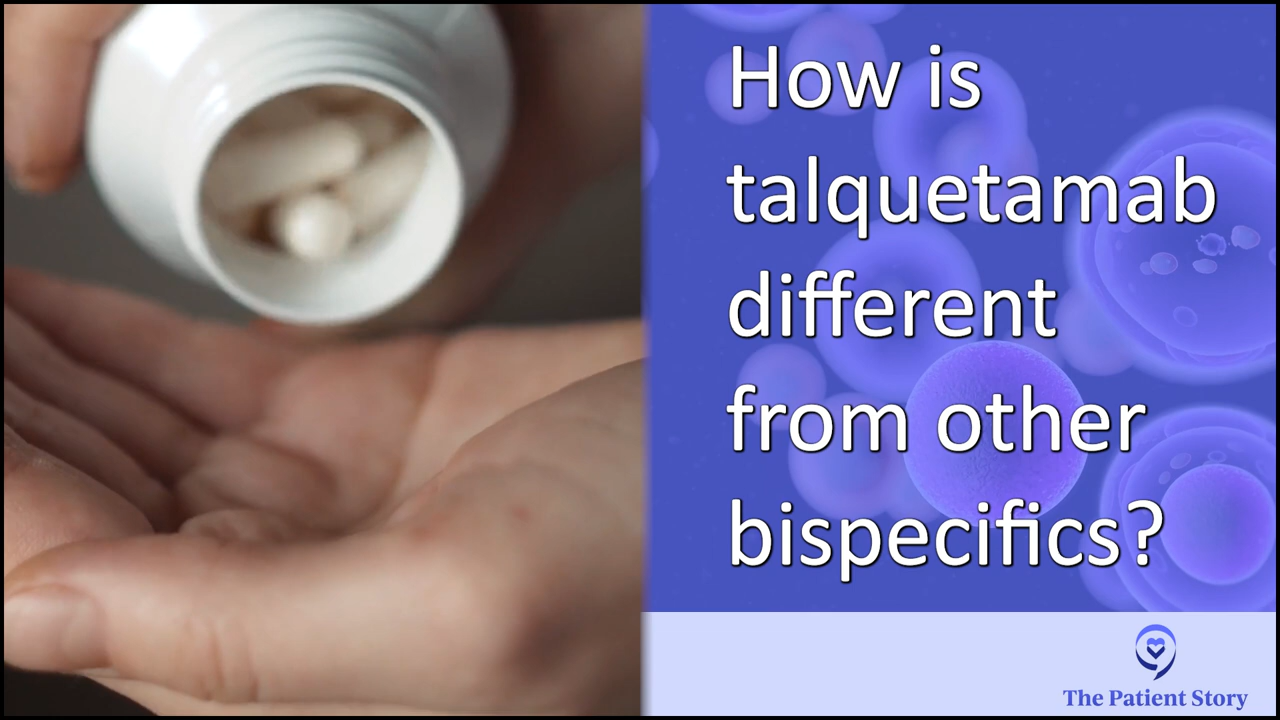 How is
talquetamab
different
from other
bispecifics?
The Patient Story